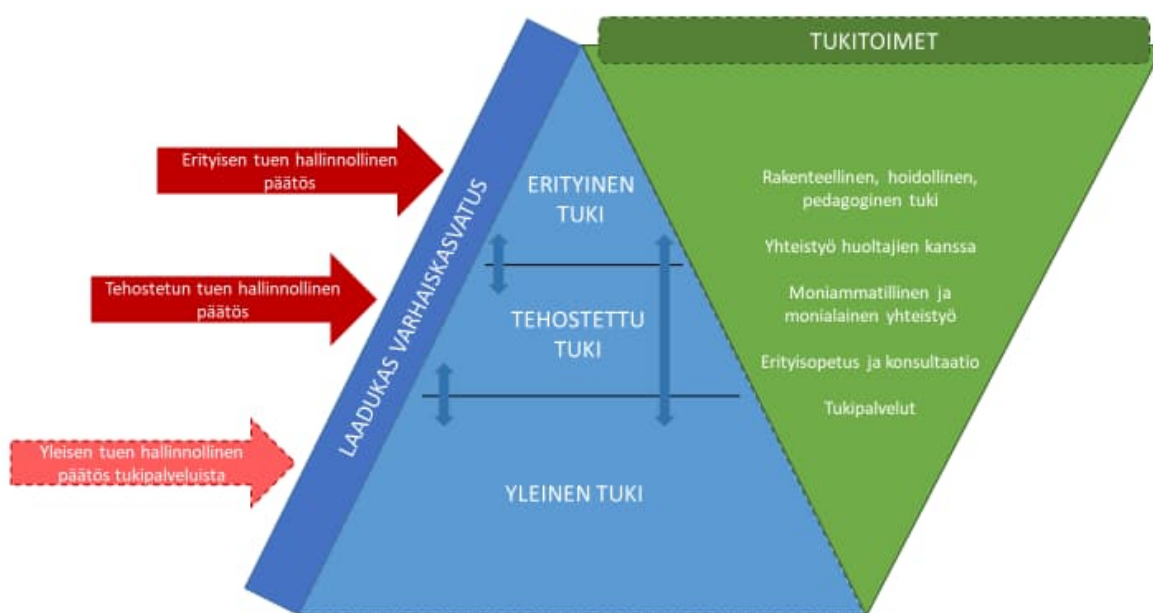 TUKITOIMET
Erityisen tuen hallinnollinen
päätös
Tehostetun tuen hallinnollinen
päätös
Yleisen tuen hallinnollinen
päätös tukipalveluista
LAADUKAS VARHAISKASVATUS
ERITYINEN
TUKI
TEHOSTETTU
TUKI
YLEINEN TUKI
Rakenteellinen, hoidollinen,
pedagoginen tuki
Yhteistyö huoltajien kanssa
Moniammatillinen ja
monialainen yhteistyö
Erityisopetus ja konsultaatio
Tukipalvelut